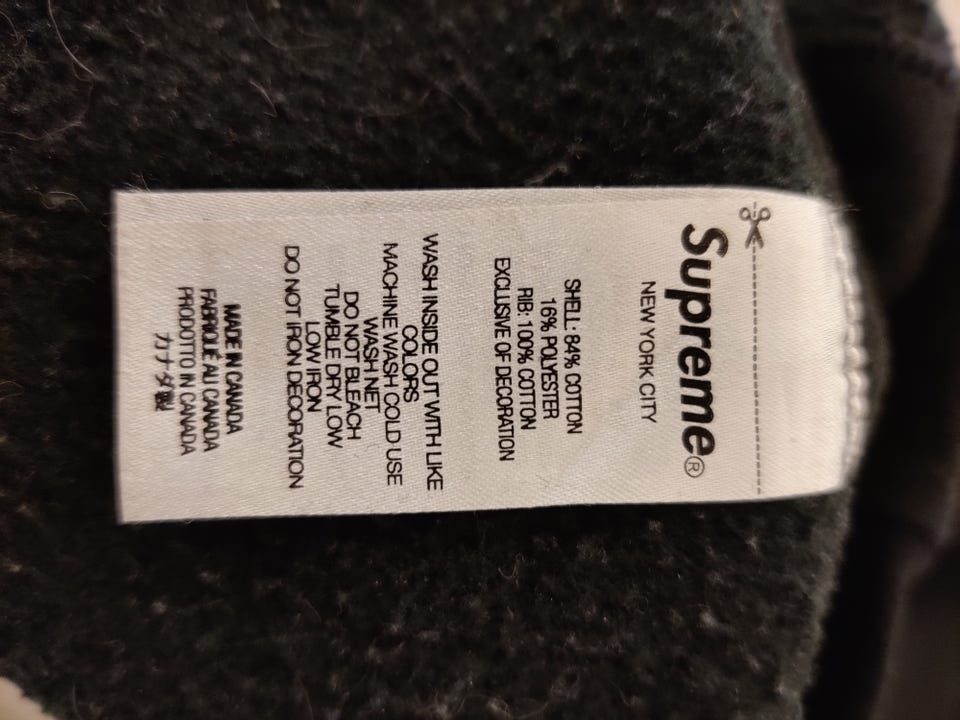 Supreme®
NEW YORK CITY
SHELL: 84% COTTON
16% POLYESTER
RIB: 100% COTTON
EXCLUSIVE OF DECORATION
WASH INSIDE OUT WITH LIKE
COLORS
MACHINE WASH COLD USE
WASH NET
DO NOT BLEACH
TUMBLE DRY LOW
LOW IRON
DO NOT IRON DECORATION
MADE IN CANADA
FABRIQUÉ AU CANADA
PRODOTTO IN CANADA
カナダ製